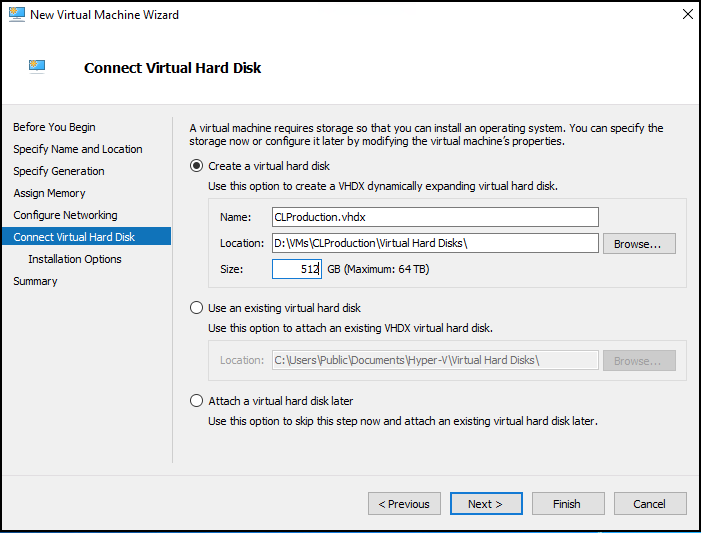 New Virtual Machine Wizard
Connect Virtual Hard Disk
Before You Begin
Specify Name and Location
Specify Generation
Assign Memory
Configure Networking
Connect Virtual Hard Disk
Installation Options
Summary
A virtual machine requires storage so that you can install an operating system. You can specify the
storage now or configure it later by modifying the virtual machine's properties.
Create a virtual hard disk
Use this option to create a VHDX dynamically expanding virtual hard disk.
Name: CLProduction.vhdx
Location: D:\VMs\CLProduction\Virtual Hard Disks\ Browse...
Size: 512 GB (Maximum: 64 TB)
Use an existing virtual hard disk
Use this option to attach an existing VHDX virtual hard disk.
Location: C:\Users\Public\Documents\Hyper-V\Virtual Hard Disks\ Browse...
Attach a virtual hard disk later
Use this option to skip this step now and attach an existing virtual hard disk later.
< Previous Next > Finish Cancel